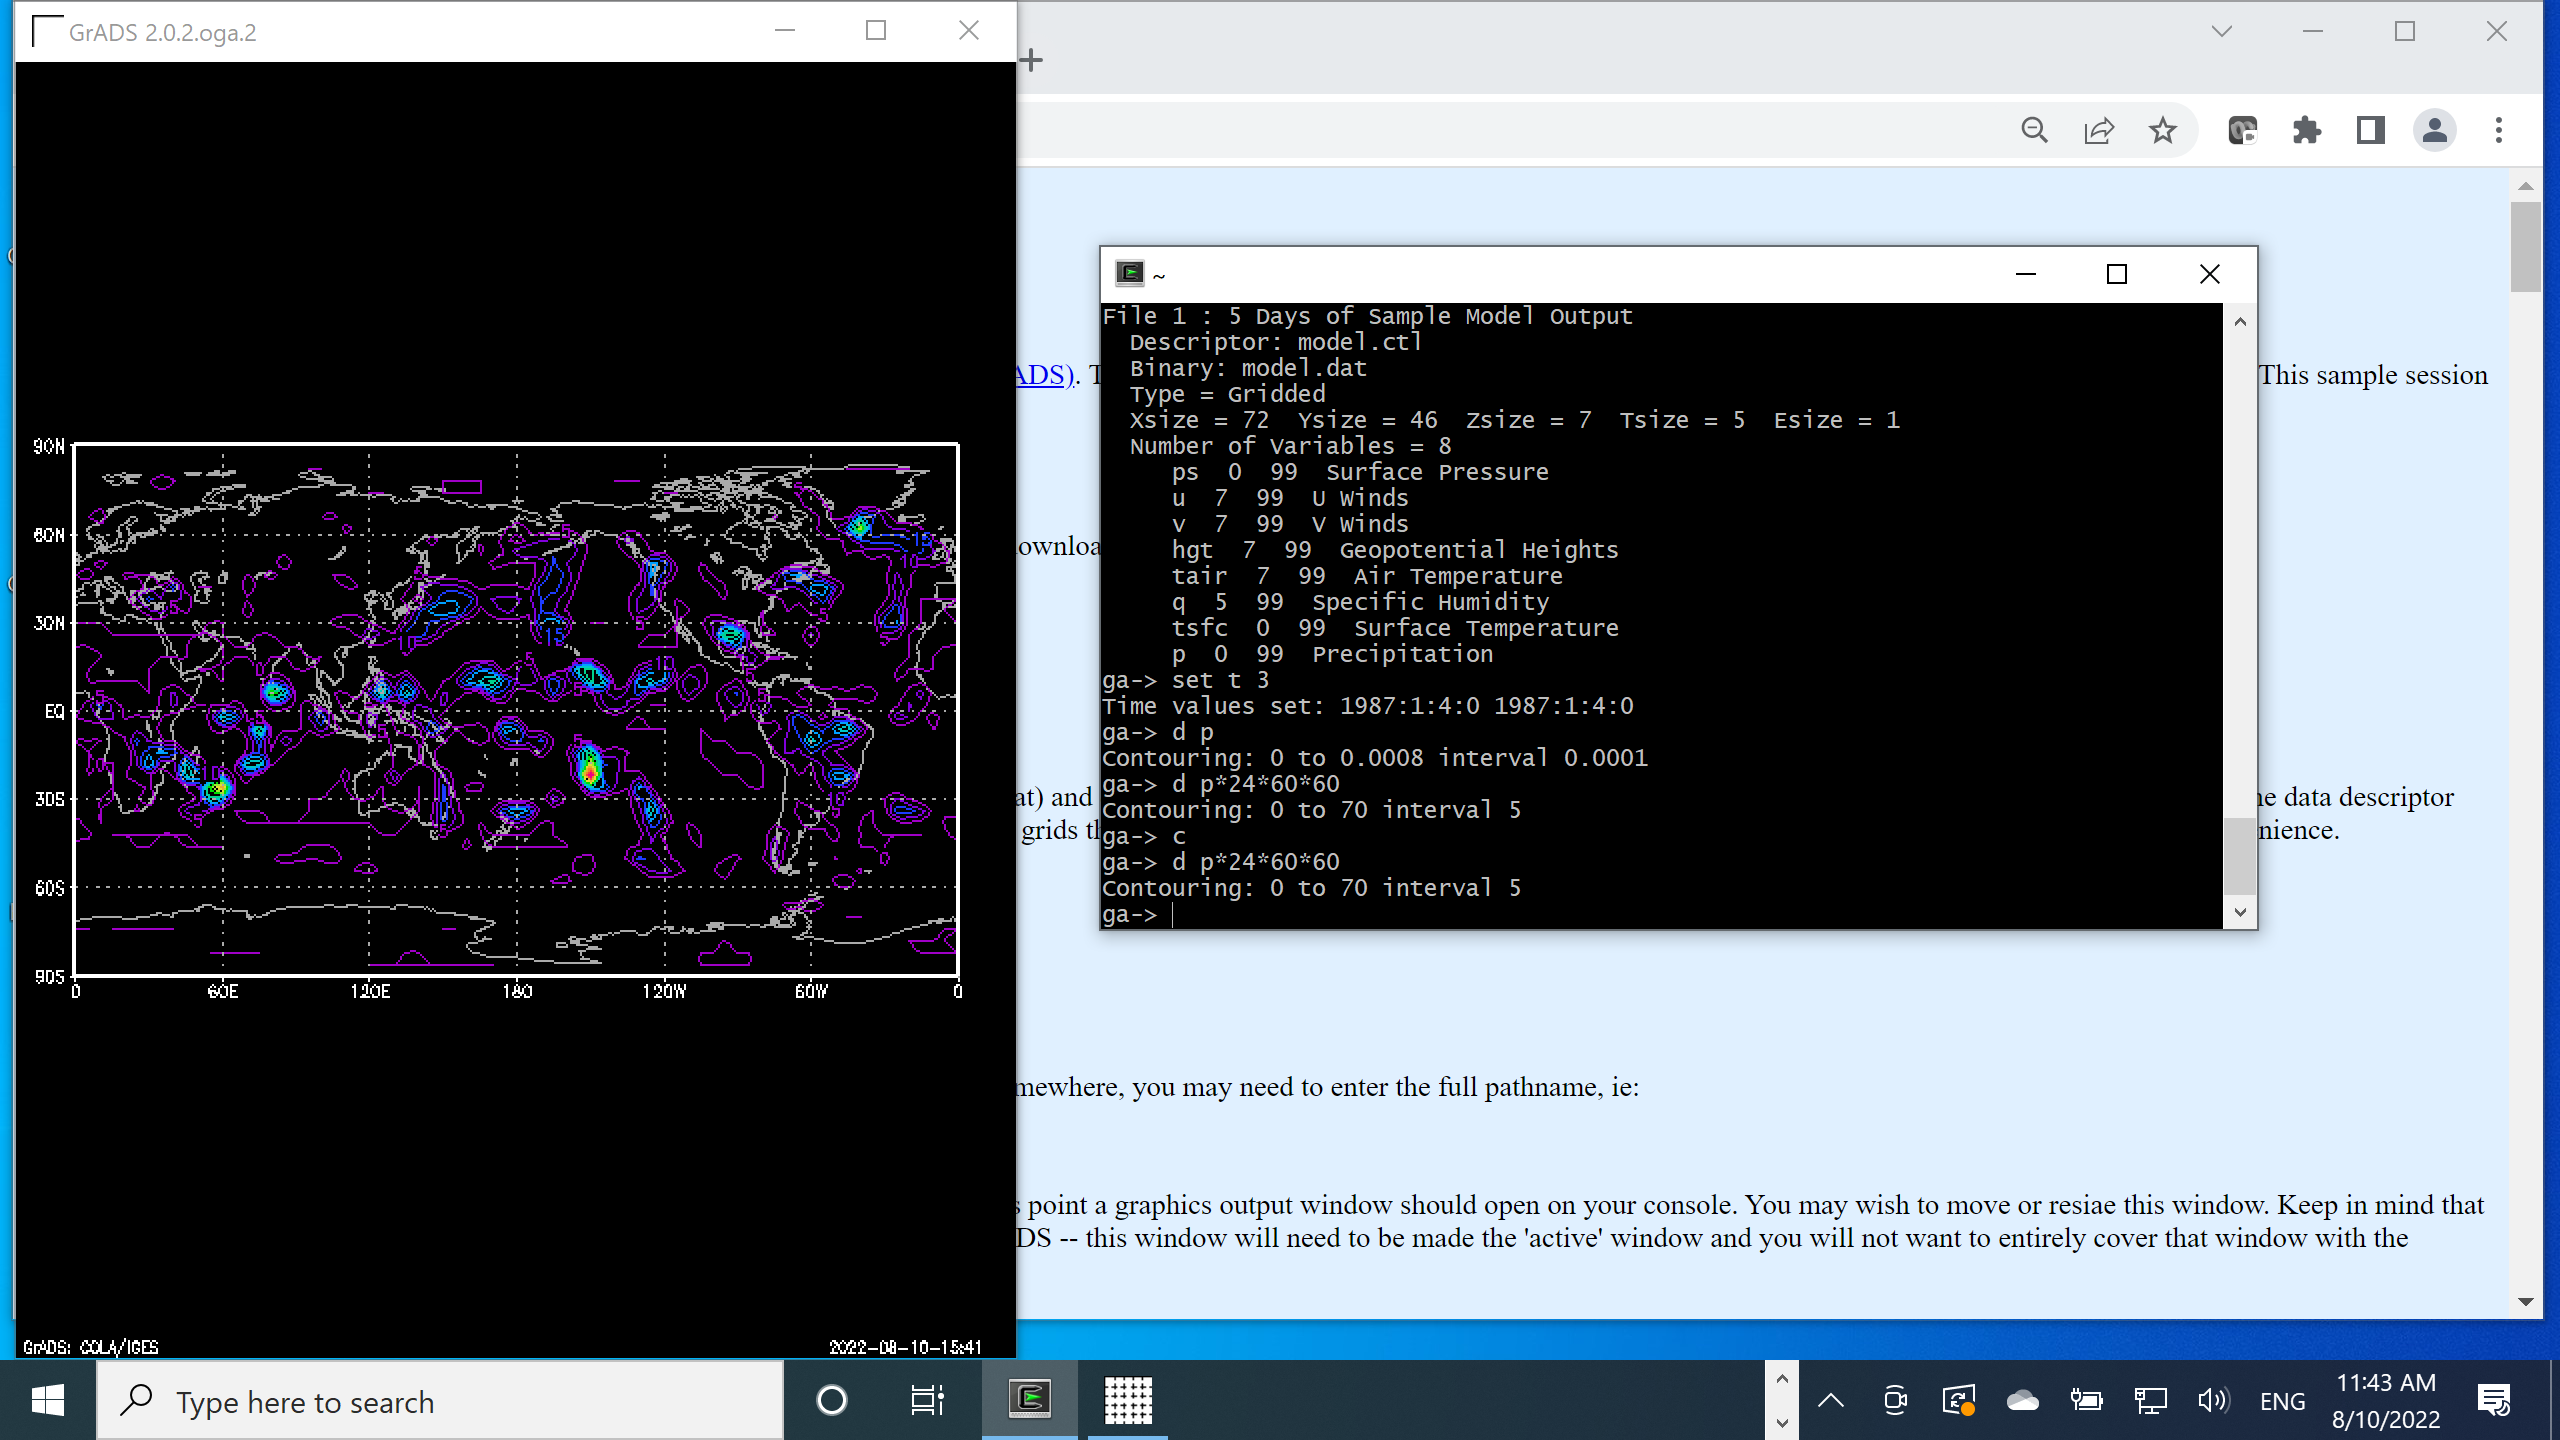 GrADS 2.0.2.oga.2
ADS). T
This sample session
ownloa
at) and
he data descriptor
grids th
nience.
mewhere, you may need to enter the full pathname, ie:
s point a graphics output window should open on your console. You may wish to move or resiae this window. Keep in mind that
DS -- this window will need to be made the 'active' window and you will not want to entirely cover that window with the
~
File 1 : 5 Days of Sample Model Output
Descriptor: model.ctl
Binary: model.dat
Type = Gridded
Xsize = 72 Ysize = 46 Zsize = 7 Tsize = 5 Esize = 1
Number of Variables = 8
ps 0 99 Surface Pressure
u 7 99 U Winds
v 7 99 V Winds
hgt 7 99 Geopotential Heights
tair 7 99 Air Temperature
q 5 99 Specific Humidity
tsfc 0 99 Surface Temperature
p 0 99 Precipitation
ga-> set t 3
Time values set: 1987:1:4:0 1987:1:4:0
ga-> d p
Contouring: 0 to 0.0008 interval 0.0001
ga-> d p*24*60*60
Contouring: 0 to 70 interval 5
ga-> c
ga-> d p*24*60*60
Contouring: 0 to 70 interval 5
ga->
90N
60N
30N
EQ
30S
60S
90S
0 60E 120E 180 120W 60W 0
GrADS: COLA/IGES
2022-08-10-15:41
Type here to search
ENG
11:43 AM
8/10/2022